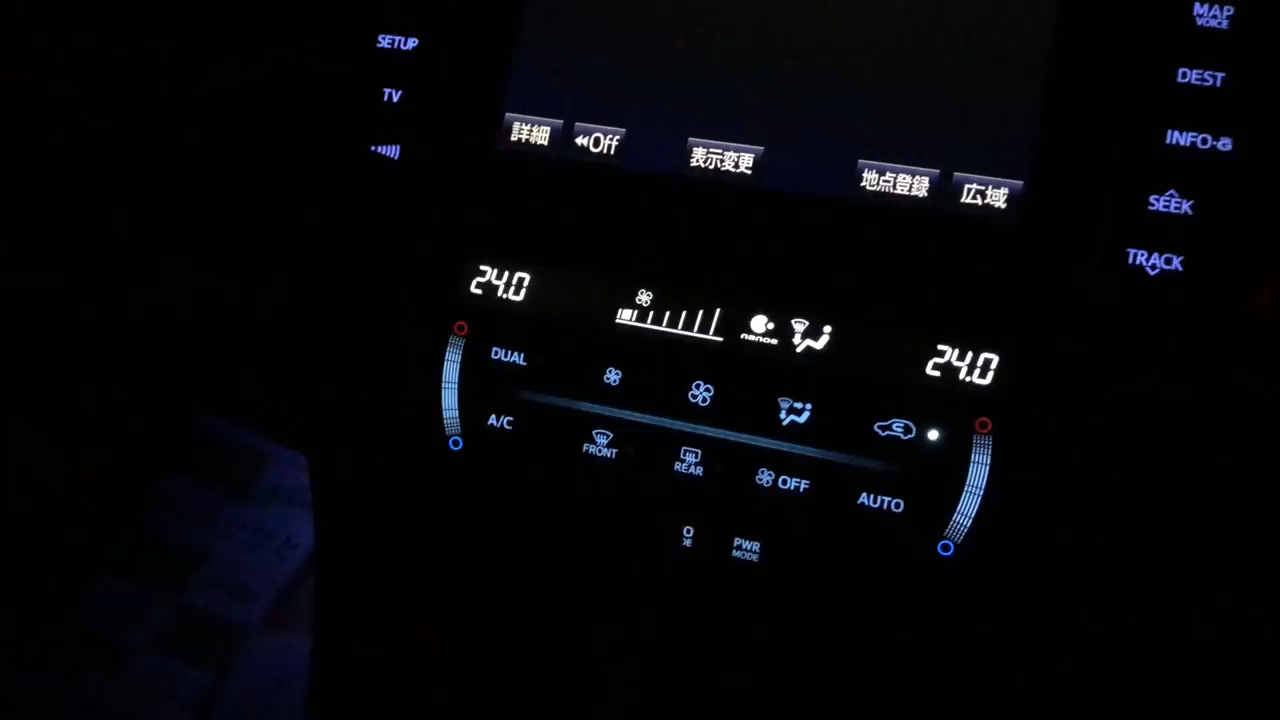 MAP
VOICE
SETUP
DEST
TV
INFO·G
詳細
Off
表示変更
地点登録
広域
SEEK
TRACK
24.0
nanoe
24.0
DUAL
A/C
FRONT
REAR
OFF
AUTO
PWR
MODE